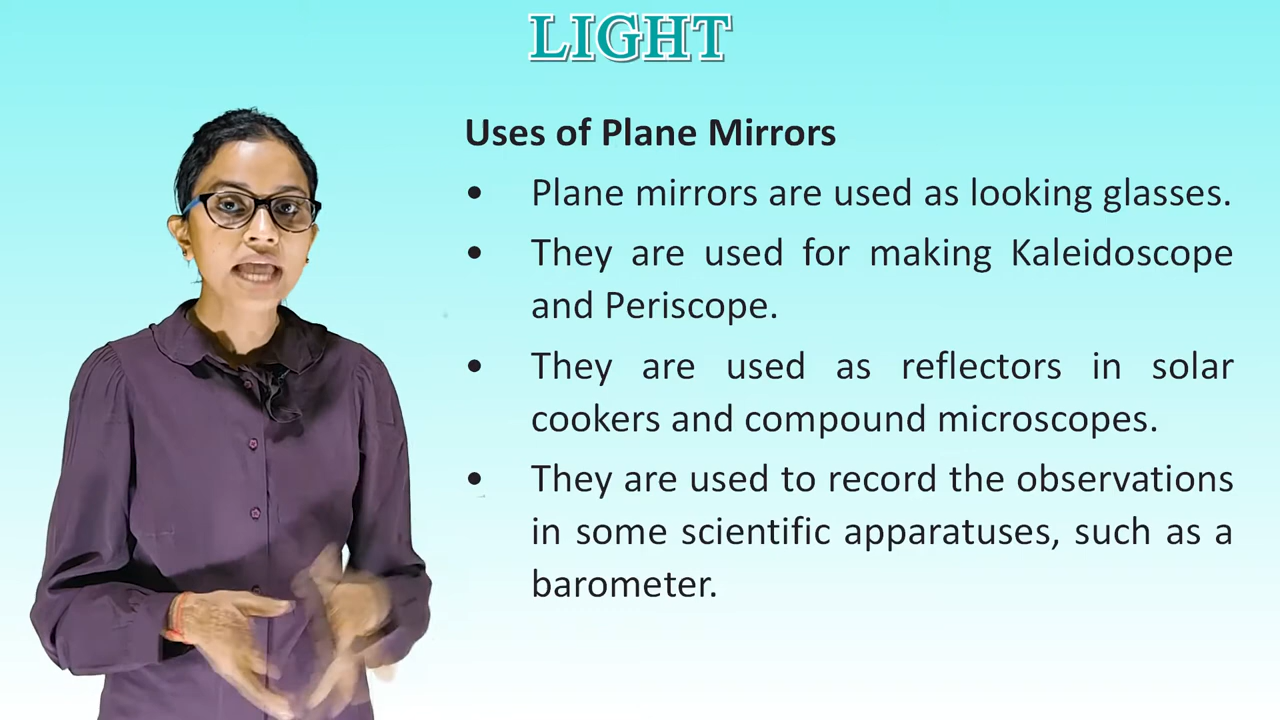 LIGHT
Uses of Plane Mirrors
• Plane mirrors are used as looking glasses.
• They are used for making Kaleidoscope
and Periscope.
• They are used as reflectors in solar
cookers and compound microscopes.
• They are used to record the observations
in some scientific apparatuses, such as a
barometer.